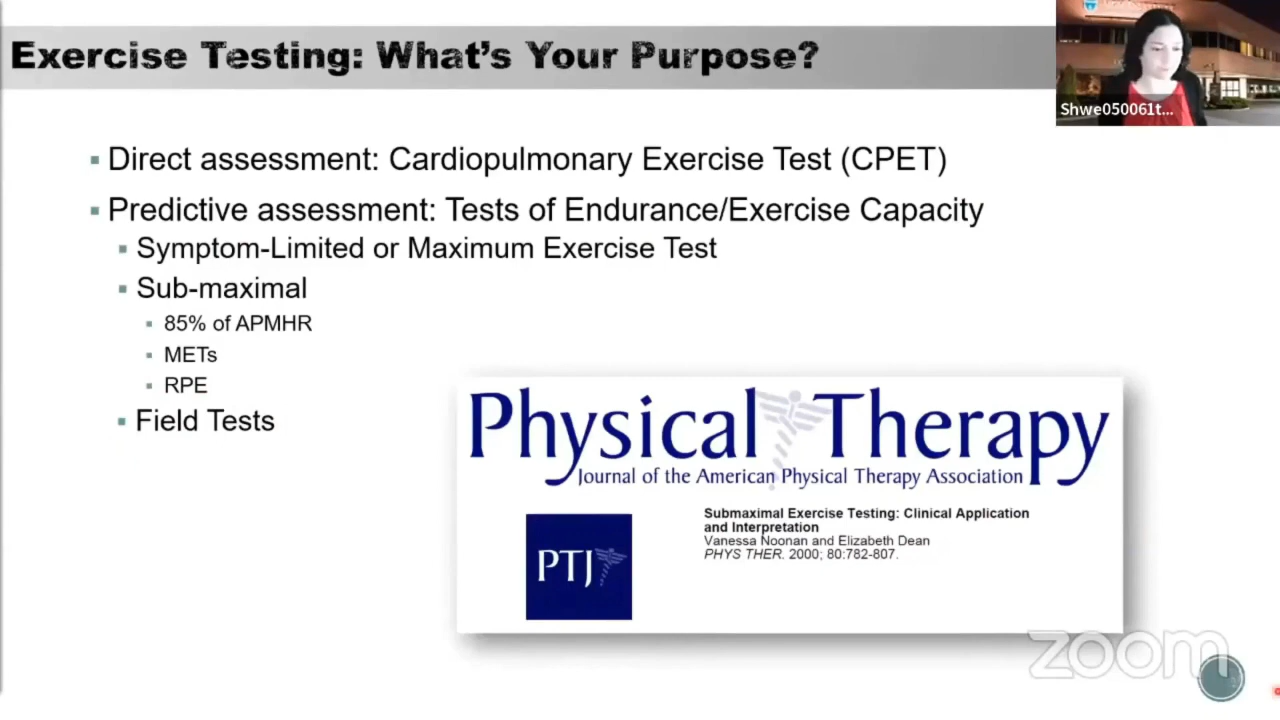 Exercise Testing: What's Your Purpose?
Shwe050061t...
Direct assessment: Cardiopulmonary Exercise Test (CPET)
Predictive assessment: Tests of Endurance/Exercise Capacity
Symptom-Limited or Maximum Exercise Test
Sub-maximal
85% of APMHR
METs
RPE
Field Tests
Physical Therapy
Journal of the American Physical Therapy Association
Submaximal Exercise Testing: Clinical Application
and Interpretation
Vanessa Noonan and Elizabeth Dean
PHYS THER. 2000; 80:782-807.
PTJ
zoom